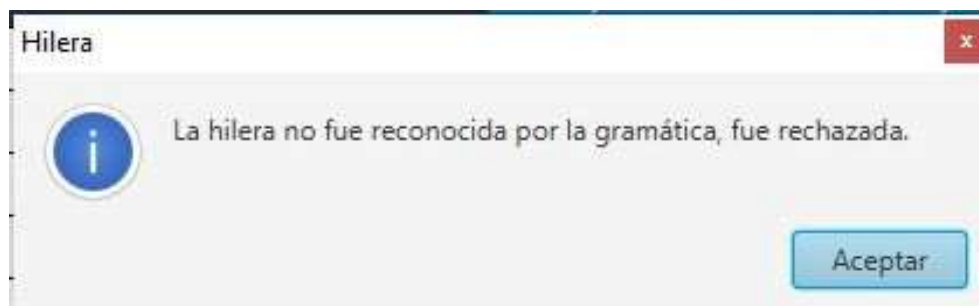 Hilera
x
La hilera no fue reconocida por la gramática, fue rechazada.
Aceptar